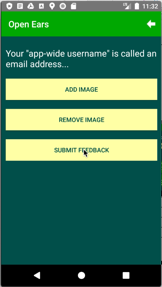 11:32
Open Ears
Your "app-wide username" is called an
email address...
ADD IMAGE
REMOVE IMAGE
SUBMIT FEEDBACK